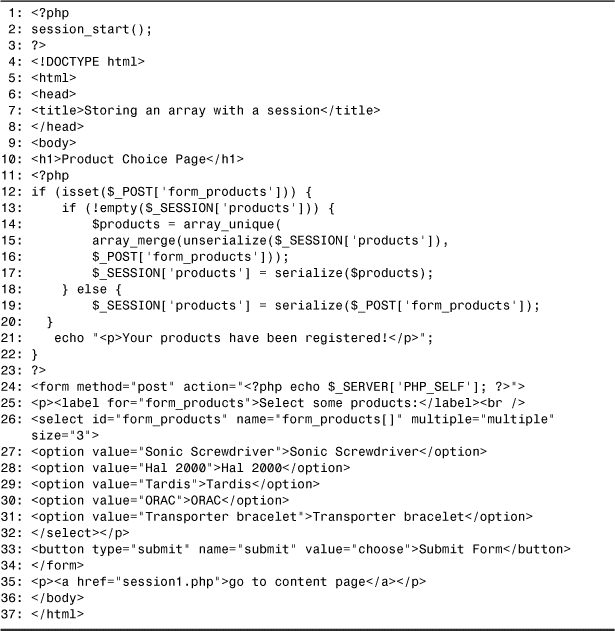 1: <?php
2: session_start();
3: ?>
4: <!DOCTYPE html>
5: <html>
6: <head>
7: <title>Storing an array with a session</title>
8: </head>
9: <body>
10: <h1>Product Choice Page</h1>
11: <?php
12: if (isset($_POST['form_products'])) {
13:     if (!empty($_SESSION['products'])) {
14:         $products = array_unique(
15:         array_merge(unserialize($_SESSION['products']),
16:         $_POST['form_products']));
17:         $_SESSION['products'] = serialize($products);
18:     } else {
19:         $_SESSION['products'] = serialize($_POST['form_products']);
20:   }
21:    echo "<p>Your products have been registered!</p>";
22: }
23: ?>
24: <form method="post" action="<?php echo $_SERVER['PHP_SELF']; ?>">
25: <p><label for="form_products">Select some products:</label><br />
26: <select id="form_products" name="form_products[]" multiple="multiple"
size="3">
27: <option value="Sonic Screwdriver">Sonic Screwdriver</option>
28: <option value="Hal 2000">Hal 2000</option>
29: <option value="Tardis">Tardis</option>
30: <option value="ORAC">ORAC</option>
31: <option value="Transporter bracelet">Transporter bracelet</option>
32: </select></p>
33: <button type="submit" name="submit" value="choose">Submit Form</button>
34: </form>
35: <p><a href="session1.php">go to content page</a></p>
36: </body>
37: </html>